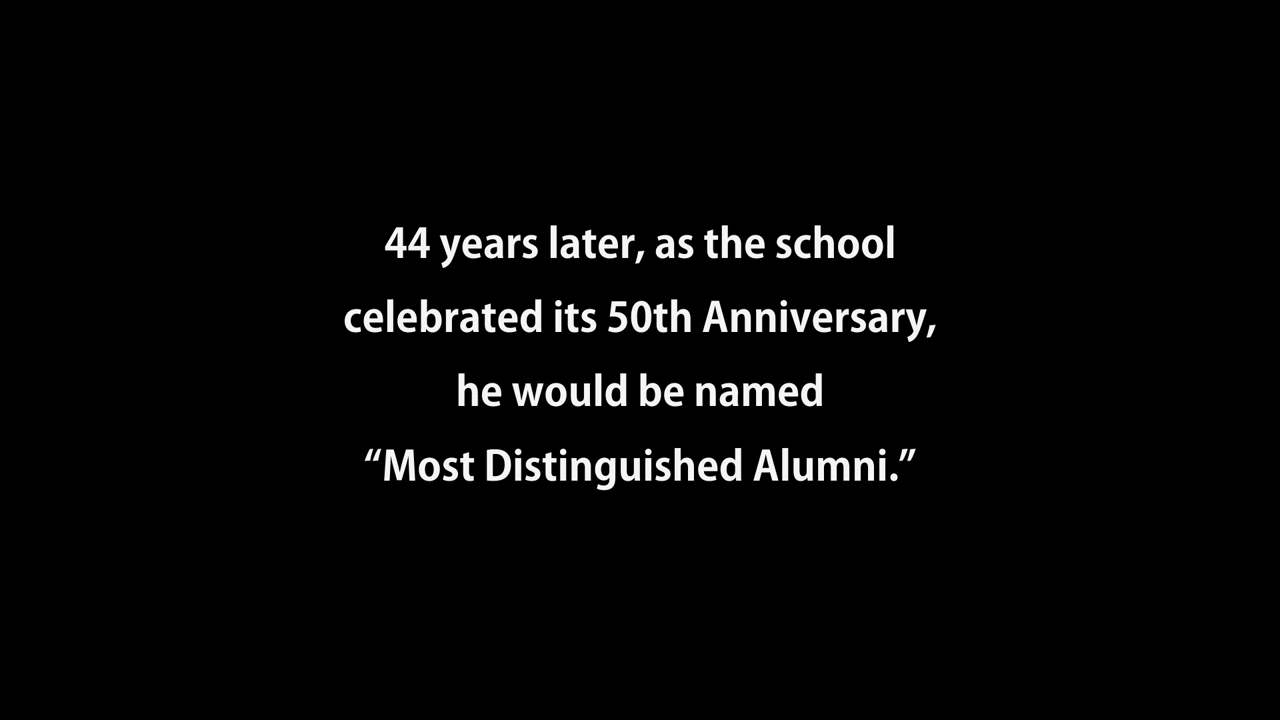 44 years later, as the school
celebrated its 50th Anniversary,
he would be named
“Most Distinguished Alumni.”